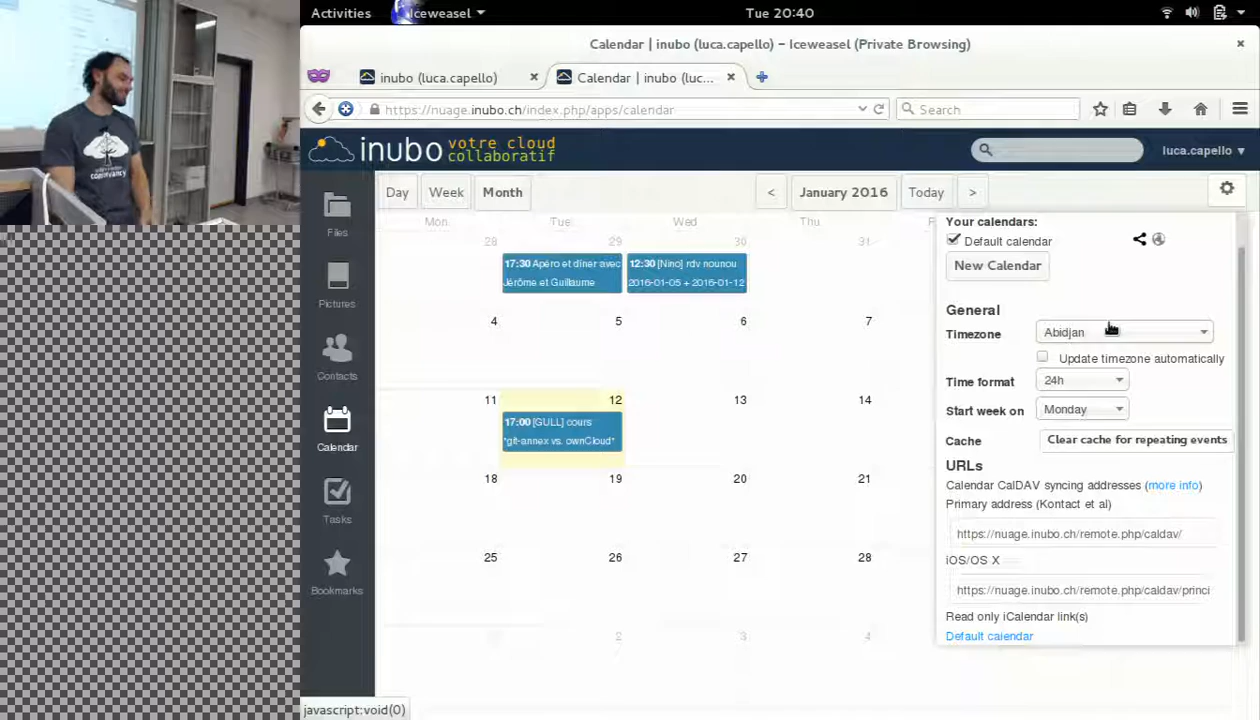 Activities
Iceweasel
Tue 20:40
Calendar | inubo (luca.capello) - Iceweasel (Private Browsing)
inubo (luca.capello)
Calendar | inubo (luc...
https://nuage.inubo.ch/index.php/apps/calendar
Search
inubo votre cloud
collaboratif
luca.capello
conservancy
Day Week Month
< January 2016 Today >
Mon. Tue. Wed. Thu.
Files
Pictures
Contacts
Calendar
Tasks
Bookmarks
28 29 30 31
17:30 Apéro et dîner avec
Jérôme et Guillaume
12:30 [Nino] rdv nounou
2016-01-05 + 2016-01-12
4 5 6 7
11 12 13 14
17:00 [GULL] cours
"git-annex vs. ownCloud"
18 19 20 21
25 26 27 28
2 3 4
Your calendars:
Default calendar
New Calendar
General
Timezone Abidjan
Update timezone automatically
Time format 24h
Start week on Monday
Cache Clear cache for repeating events
URLs
Calendar CalDAV syncing addresses (more info)
Primary address (Kontact et al)
https://nuage.inubo.ch/remote.php/caldav/
iOS/OS X
https://nuage.inubo.ch/remote.php/caldav/princi
Read only iCalendar link(s)
Default calendar
javascript:void(0)